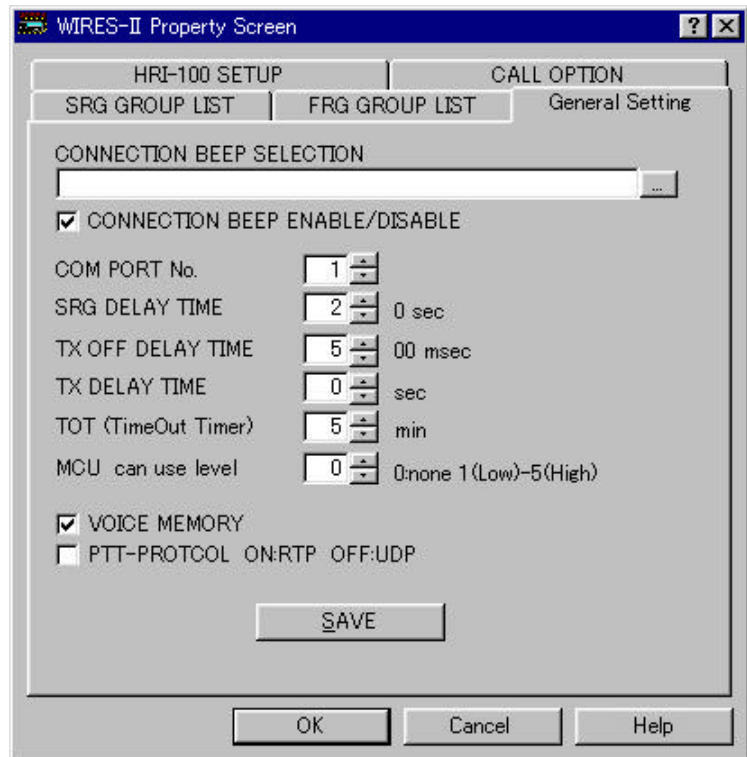 WIRES-II Property Screen
HRI-100 SETUP
CALL OPTION
SRG GROUP LIST
FRG GROUP LIST
General Setting
CONNECTION BEEP SELECTION
...
CONNECTION BEEP ENABLE/DISABLE
COM PORT No. 1
SRG DELAY TIME 2 0 sec
TX OFF DELAY TIME 5 00 msec
TX DELAY TIME 0 sec
TOT (TimeOut Timer) 5 min
MCU can use level 0 0:none 1(Low)-5(High)
VOICE MEMORY
PTT-PROTCOL ON:RTP OFF:UDP
SAVE
OK
Cancel
Help